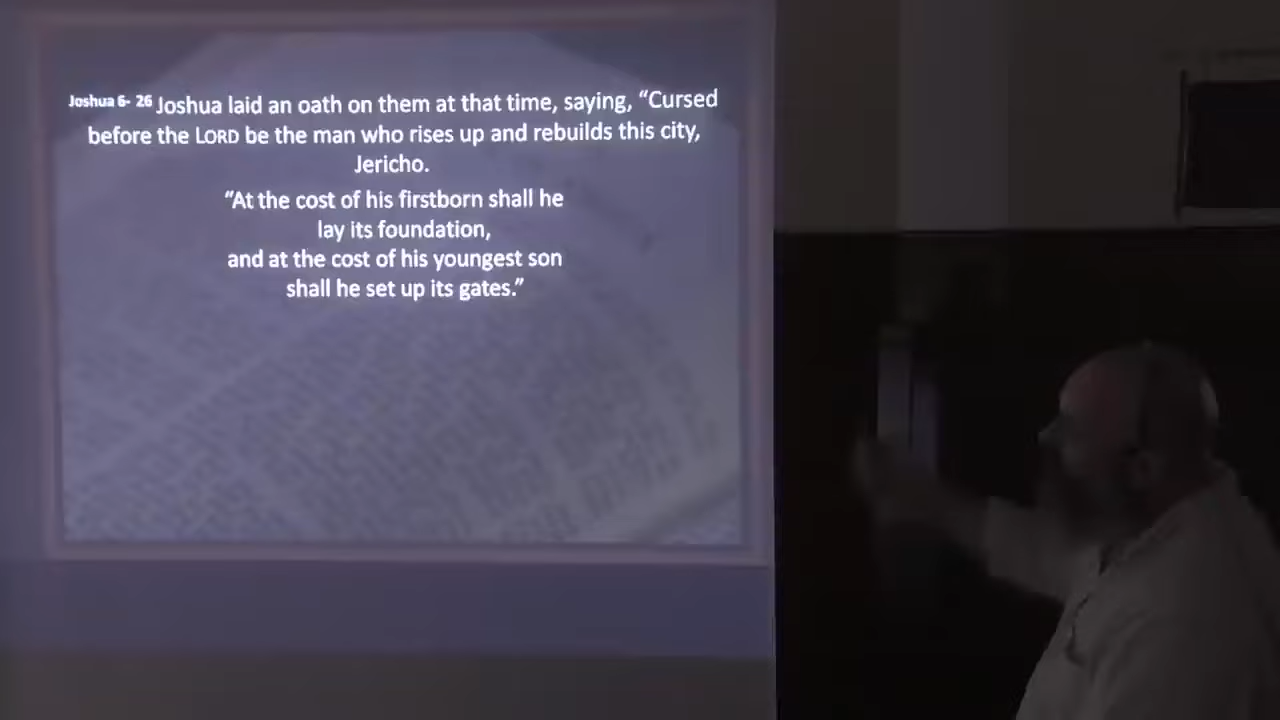 Joshua 6- 26 Joshua laid an oath on them at that time, saying, “Cursed
before the LORD be the man who rises up and rebuilds this city,
Jericho.
“At the cost of his firstborn shall he
lay its foundation,
and at the cost of his youngest son
shall he set up its gates.”